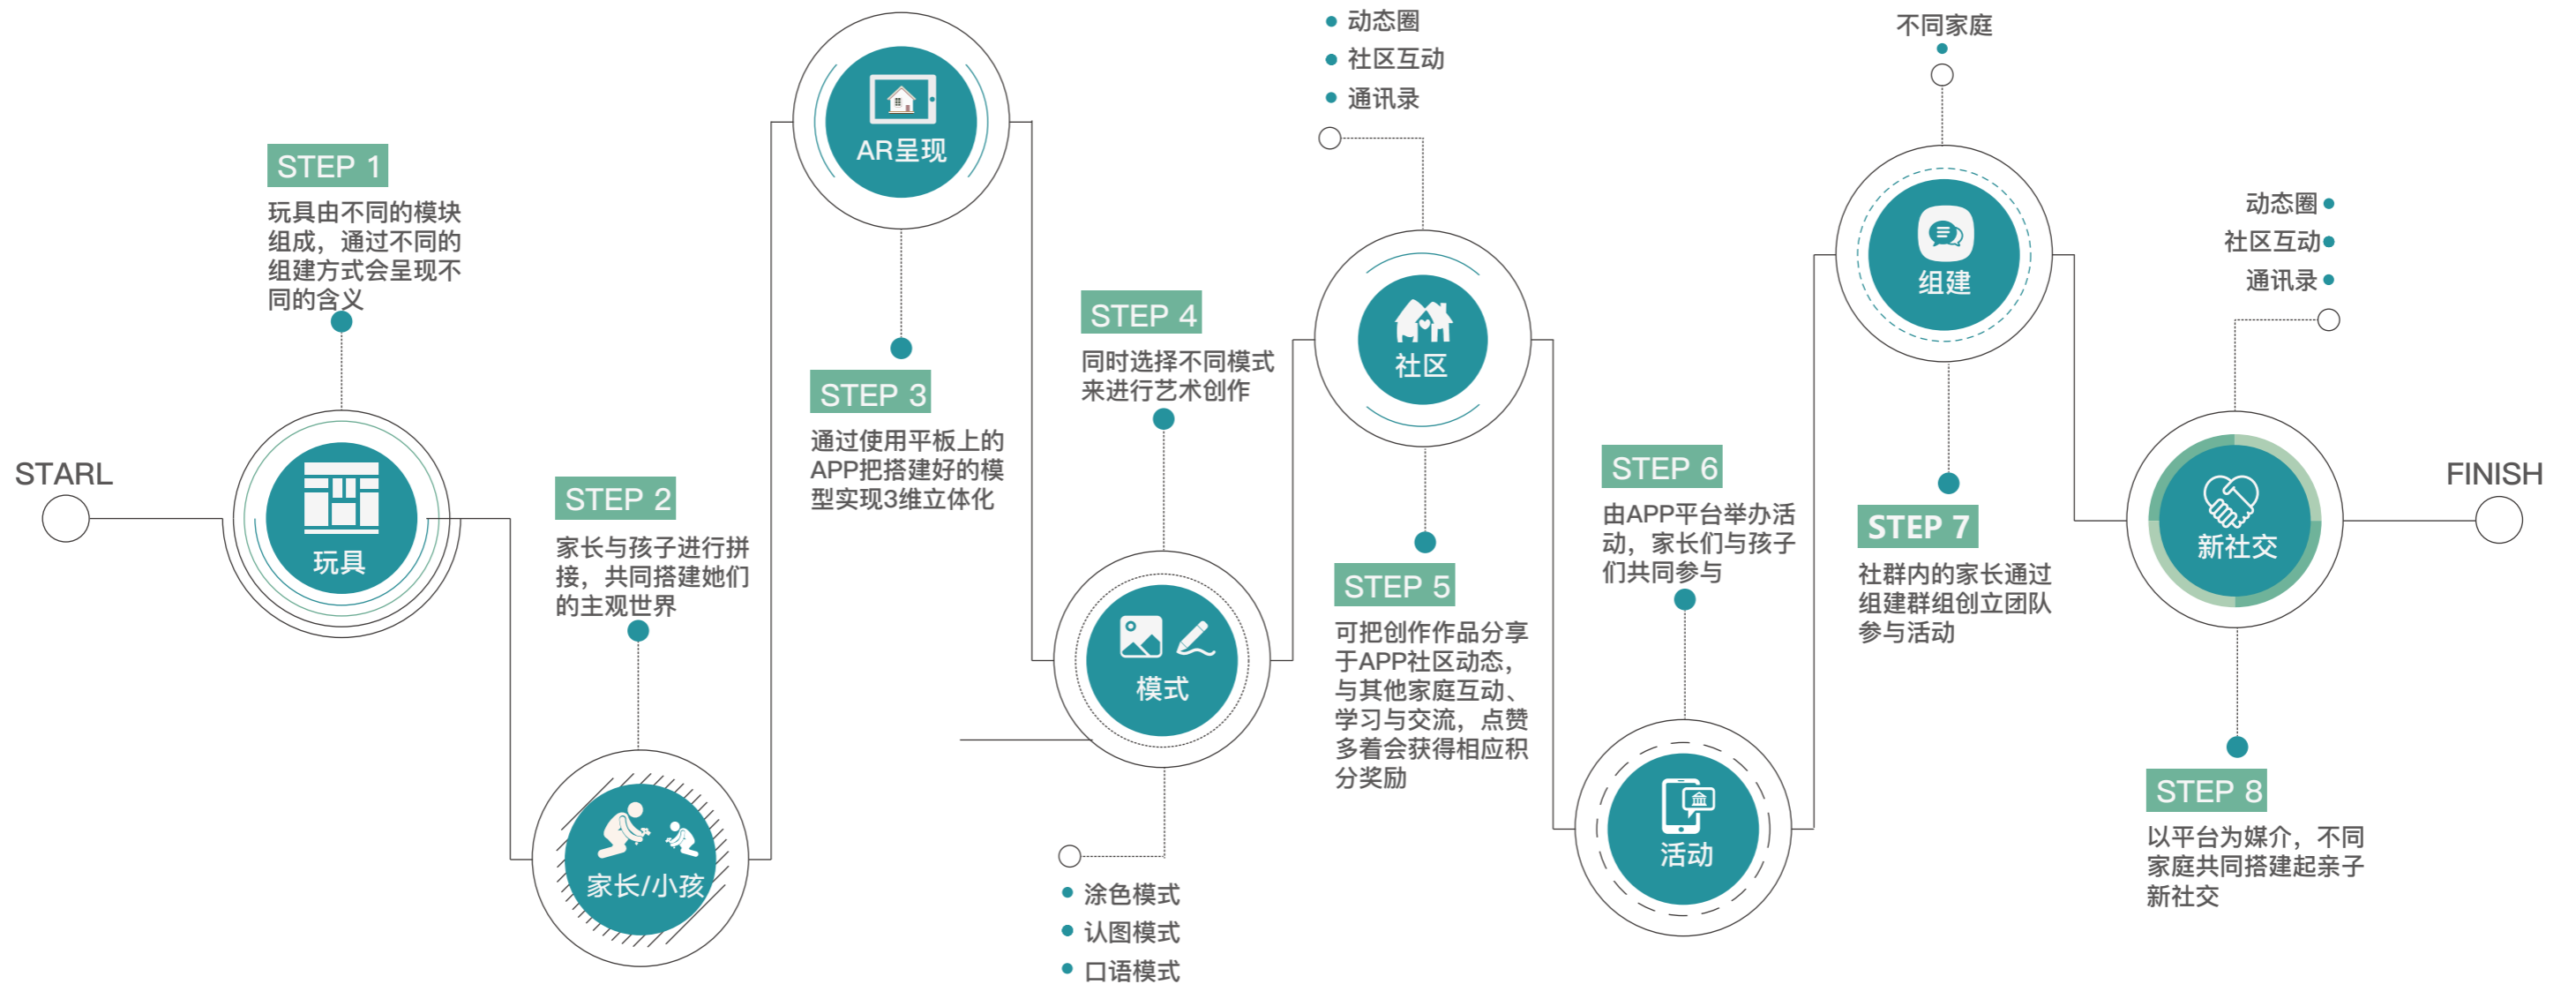 STARL
STEP 1
玩具由不同的模块
组成，通过不同的
组建方式会呈现不
同的含义
玩具
STEP 2
家长与孩子进行拼
接，共同搭建她们
的主观世界
家长/小孩
AR呈现
STEP 3
通过使用平板上的
APP把搭建好的模
型实现3维立体化
STEP 4
同时选择不同模式
来进行艺术创作
模式
涂色模式
认图模式
口语模式
动态圈
社区互动
通讯录
社区
STEP 5
可把创作作品分享
于APP社区动态，
与其他家庭互动、
学习与交流，点赞
多着会获得相应积
分奖励
STEP 6
由APP平台举办活
动，家长们与孩子
们共同参与
活动
不同家庭
组建
STEP 7
社群内的家长通过
组建群组创立团队
参与活动
动态圈
社区互动
通讯录
新社交
STEP 8
以平台为媒介，不同
家庭共同搭建起亲子
新社交
FINISH